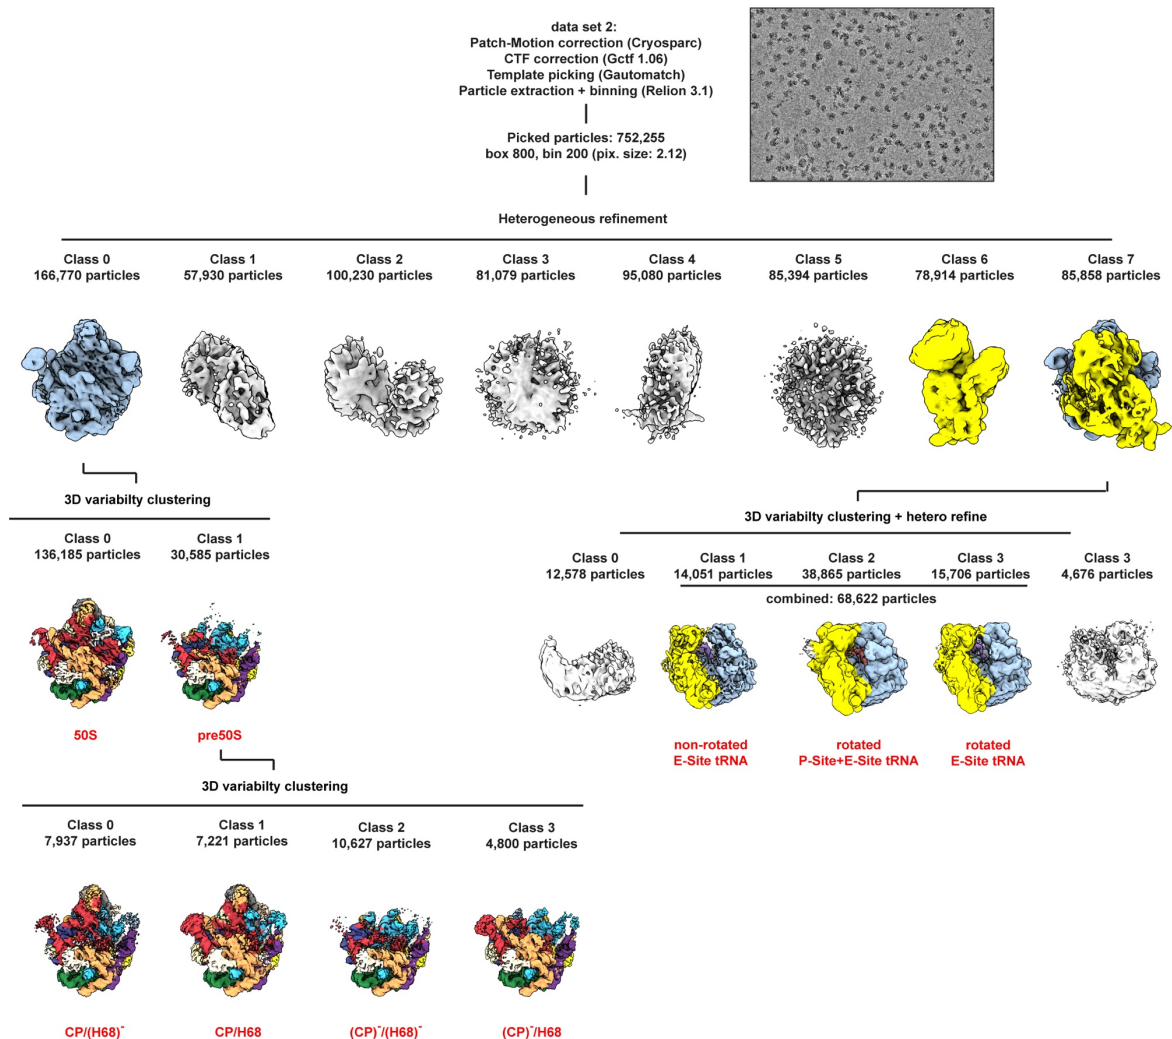 data set 2:
Patch-Motion correction (Cryosparc)
CTF correction (Gctf 1.06)
Template picking (Gautomatch)
Particle extraction + binning (Relion 3.1)
Picked particles: 752,255
box 800, bin 200 (pix. size: 2.12)
Heterogeneous refinement
Class 0
166,770 particles
Class 1
57,930 particles
Class 2
100,230 particles
Class 3
81,079 particles
Class 4
95,080 particles
Class 5
85,394 particles
Class 6
78,914 particles
Class 7
85,858 particles
3D variabilty clustering
Class 0
136,185 particles
Class 1
30,585 particles
50S
pre50S
3D variabilty clustering + hetero refine
Class 0
12,578 particles
Class 1
14,051 particles
Class 2
38,865 particles
Class 3
15,706 particles
Class 3
4,676 particles
combined: 68,622 particles
non-rotated
E-Site tRNA
rotated
P-Site+E-Site tRNA
rotated
E-Site tRNA
3D variabilty clustering
Class 0
7,937 particles
Class 1
7,221 particles
Class 2
10,627 particles
Class 3
4,800 particles
CP/(H68)⁻
CP/H68
(CP)⁻/(H68)⁻
(CP)⁻/H68